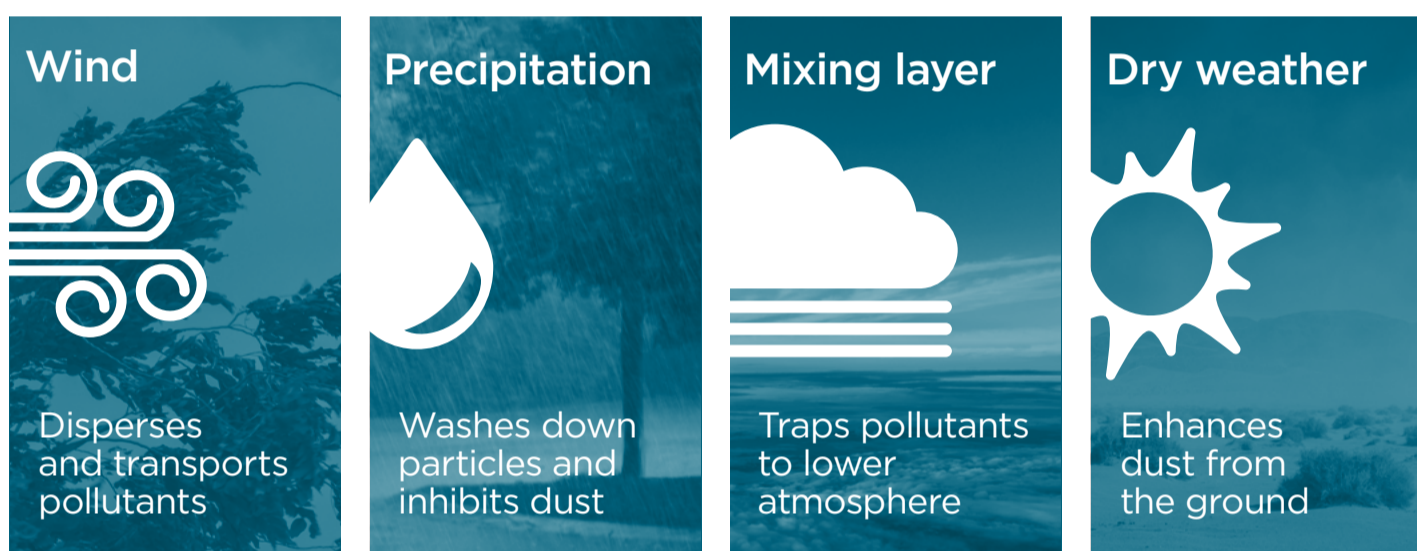 Wind
Disperses
and transports
pollutants
Precipitation
Washes down
particles and
inhibits dust
Mixing layer
Traps pollutants
to lower
atmosphere
Dry weather
Enhances
dust from
the ground